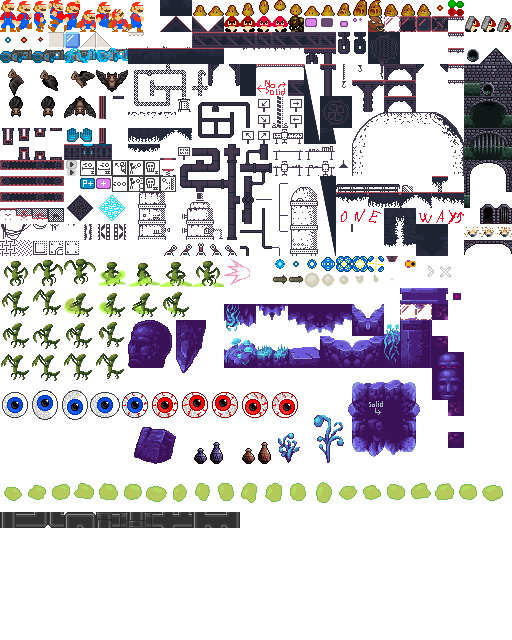 No
Solid
P+
+
ONE WAYS
Solid